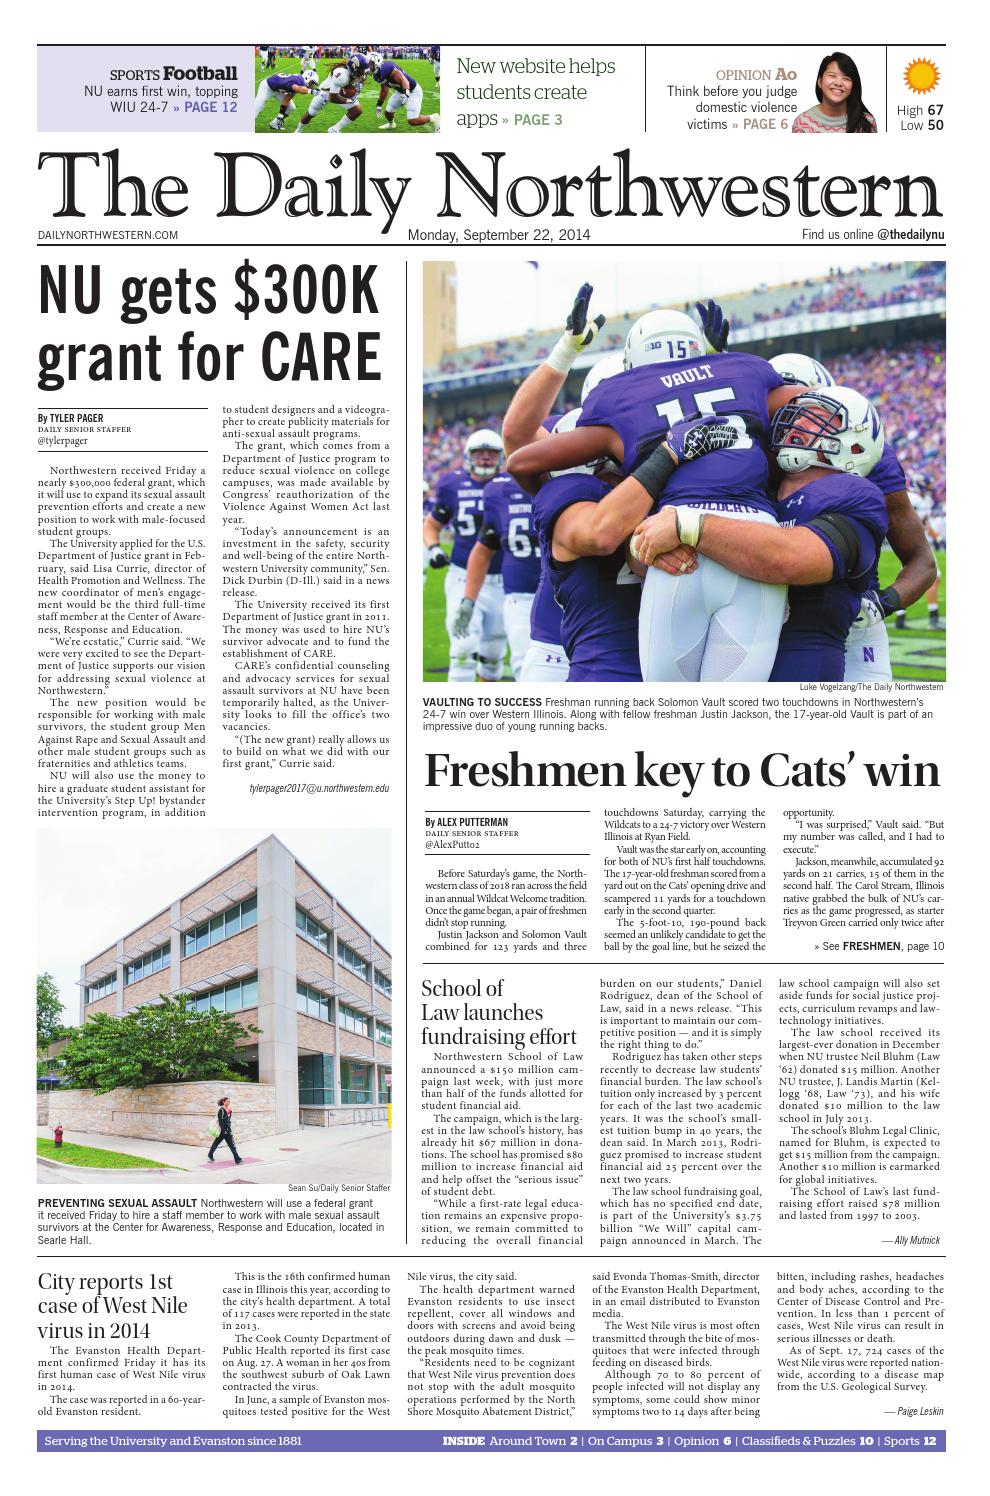 SPORTS Football
NU earns first win, topping
WIU 24-7 » PAGE 12
New website helps
students create
apps » PAGE 3
OPINION Ao
Think before you judge
domestic violence
victims » PAGE 6
High 67
Low 50
The Daily Northwestern
DAILYNORTHWESTERN.COM
Monday, September 22, 2014
Find us online @thedailynu
NU gets $300K
grant for CARE
By TYLER PAGER
DAILY SENIOR STAFFER
@tylerpager
Northwestern received Friday a
nearly $300,000 federal grant, which
it will use to expand its sexual assault
prevention efforts and create a new
position to work with male-focused
student groups.
The University applied for the U.S.
Department of Justice grant in Feb-
ruary, said Lisa Currie, director of
Health Promotion and Wellness. The
new coordinator of men's engage-
ment would be the third full-time
staff member at the Center of Aware-
ness, Response and Education.
“We're ecstatic,” Currie said. “We
were very excited to see the Depart-
ment of Justice supports our vision
for addressing sexual violence at
Northwestern.”
The new position would be
responsible for working with male
survivors, the student group Men
Against Rape and Sexual Assault and
other male student groups such as
fraternities and athletics teams.
NU will also use the money to
hire a graduate student assistant for
the University's Step Up! bystander
intervention program, in addition
to student designers and a videogra-
pher to create publicity materials for
anti-sexual assault programs.
The grant, which comes from a
Department of Justice program to
reduce sexual violence on college
campuses, was made available by
Congress' reauthorization of the
Violence Against Women Act last
year.
“Today's announcement is an
investment in the safety, security
and well-being of the entire North-
western University community,” Sen.
Dick Durbin (D-Ill.) said in a news
release.
The University received its first
Department of Justice grant in 2011.
The money was used to hire NU's
survivor advocate and to fund the
establishment of CARE.
CARE's confidential counseling
and advocacy services for sexual
assault survivors at NU have been
temporarily halted, as the Univer-
sity looks to fill the office's two
vacancies.
“(The new grant) really allows us
to build on what we did with our
first grant,” Currie said.
tylerpager2017@u.northwestern.edu
Sean Su/Daily Senior Staffer
PREVENTING SEXUAL ASSAULT Northwestern will use a federal grant
it received Friday to hire a staff member to work with male sexual assault
survivors at the Center for Awareness, Response and Education, located in
Searle Hall.
B1G 15
VAULT
15
WILDCATS
N
Luke Vogelzang/The Daily Northwestern
VAULTING TO SUCCESS Freshman running back Solomon Vault scored two touchdowns in Northwestern's
24-7 win over Western Illinois. Along with fellow freshman Justin Jackson, the 17-year-old Vault is part of an
impressive duo of young running backs.
Freshmen key to Cats' win
By ALEX PUTTERMAN
DAILY SENIOR STAFFER
@AlexPutt02
Before Saturday's game, the North-
western class of 2018 ran across the field
in an annual Wildcat Welcome tradition.
Once the game began, a pair of freshmen
didn't stop running.
Justin Jackson and Solomon Vault
combined for 123 yards and three
touchdowns Saturday, carrying the
Wildcats to a 24-7 victory over Western
Illinois at Ryan Field.
Vault was the star early on, accounting
for both of NU's first half touchdowns.
The 17-year-old freshman scored from a
yard out on the Cats' opening drive and
scampered 11 yards for a touchdown
early in the second quarter.
The 5-foot-10, 190-pound back
seemed an unlikely candidate to get the
ball by the goal line, but he seized the
opportunity.
“I was surprised,” Vault said. “But
my number was called, and I had to
execute.”
Jackson, meanwhile, accumulated 92
yards on 21 carries, 15 of them in the
second half. The Carol Stream, Illinois
native grabbed the bulk of NU's car-
ries as the game progressed, as starter
Treyvon Green carried only twice after
» See FRESHMEN, page 10
School of
Law launches
fundraising effort
Northwestern School of Law
announced a $150 million cam-
paign last week, with just more
than half of the funds allotted for
student financial aid.
The campaign, which is the larg-
est in the law school's history, has
already hit $67 million in dona-
tions. The school has promised $80
million to increase financial aid
and help offset the “serious issue”
of student debt.
“While a first-rate legal educa-
tion remains an expensive propo-
sition, we remain committed to
reducing the overall financial
burden on our students,” Daniel
Rodriguez, dean of the School of
Law, said in a news release. “This
is important to maintain our com-
petitive position — and it is simply
the right thing to do.”
Rodriguez has taken other steps
recently to decrease law students'
financial burden. The law school's
tuition only increased by 3 percent
for each of the last two academic
years. It was the school's small-
est tuition bump in 40 years, the
dean said. In March 2013, Rodri-
guez promised to increase student
financial aid 25 percent over the
next two years.
The law school fundraising goal,
which has no specified end date,
is part of the University's $3.75
billion “We Will” capital cam-
paign announced in March. The
law school campaign will also set
aside funds for social justice proj-
ects, curriculum revamps and law-
technology initiatives.
The law school received its
largest-ever donation in December
when NU trustee Neil Bluhm (Law
‘62) donated $15 million. Another
NU trustee, J. Landis Martin (Kel-
logg ‘68, Law ‘73), and his wife
donated $10 million to the law
school in July 2013.
The school's Bluhm Legal Clinic,
named for Bluhm, is expected to
get $15 million from the campaign.
Another $10 million is earmarked
for global initiatives.
The School of Law's last fund-
raising effort raised $78 million
and lasted from 1997 to 2003.
— Ally Mutnick
City reports 1st
case of West Nile
virus in 2014
The Evanston Health Depart-
ment confirmed Friday it has its
first human case of West Nile virus
in 2014.
The case was reported in a 60-year-
old Evanston resident.
This is the 16th confirmed human
case in Illinois this year, according to
the city's health department. A total
of 117 cases were reported in the state
in 2013.
The Cook County Department of
Public Health reported its first case
on Aug. 27. A woman in her 40s from
the southwest suburb of Oak Lawn
contracted the virus.
In June, a sample of Evanston mos-
quitoes tested positive for the West
Nile virus, the city said.
The health department warned
Evanston residents to use insect
repellent, cover all windows and
doors with screens and avoid being
outdoors during dawn and dusk —
the peak mosquito times.
“Residents need to be cognizant
that West Nile virus prevention does
not stop with the adult mosquito
operations performed by the North
Shore Mosquito Abatement District,”
said Evonda Thomas-Smith, director
of the Evanston Health Department,
in an email distributed to Evanston
media.
The West Nile virus is most often
transmitted through the bite of mos-
quitoes that were infected through
feeding on diseased birds.
Although 70 to 80 percent of
people infected will not display any
symptoms, some could show minor
symptoms two to 14 days after being
bitten, including rashes, headaches
and body aches, according to the
Center of Disease Control and Pre-
vention. In less than 1 percent of
cases, West Nile virus can result in
serious illnesses or death.
As of Sept. 17, 724 cases of the
West Nile virus were reported nation-
wide, according to a disease map
from the U.S. Geological Survey.
— Paige Leskin
Serving the University and Evanston since 1881
INSIDE Around Town 2 | On Campus 3 | Opinion 6 | Classifieds & Puzzles 10 | Sports 12